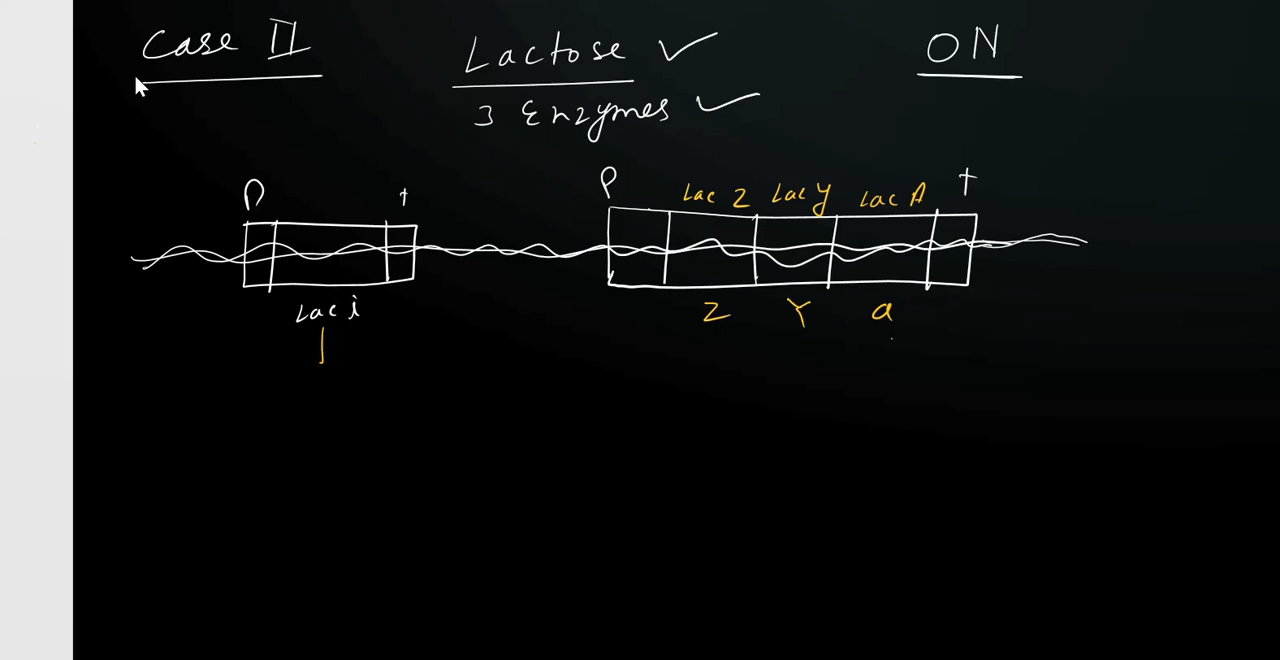 Case II
Lactose ✓
ON
3 Enzymes ✓
P t P Lac Z Lac y Lac A t
Lac i Z Y a